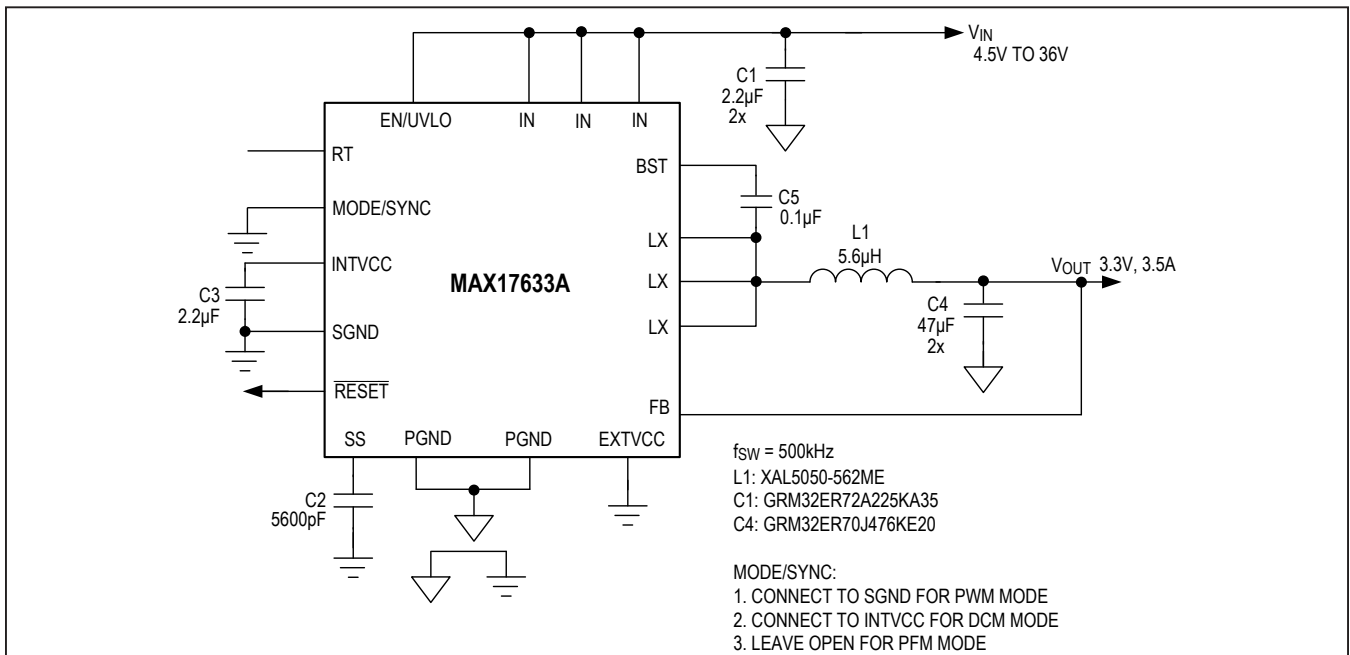 VIN
4.5V TO 36V
C1
2.2µF
2x
EN/UVLO
IN
IN
IN
RT
BST
C5
0.1µF
MODE/SYNC
LX
L1
5.6µH
INTVCC
MAX17633A
LX
VOUT 3.3V, 3.5A
C3
2.2µF
C4
47µF
2x
SGND
LX
RESET
FB
SS
PGND
PGND
EXTVCC
C2
5600pF
fSW = 500kHz
L1: XAL5050-562ME
C1: GRM32ER72A225KA35
C4: GRM32ER70J476KE20
MODE/SYNC:
1. CONNECT TO SGND FOR PWM MODE
2. CONNECT TO INTVCC FOR DCM MODE
3. LEAVE OPEN FOR PFM MODE